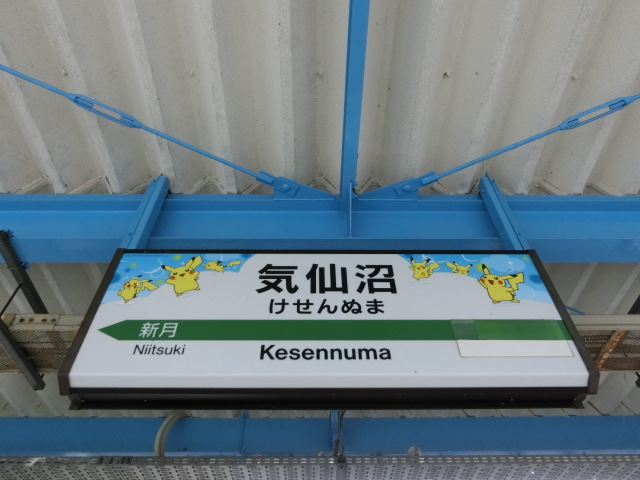 気仙沼
けせんぬま
新月
Niitsuki
Kesennuma